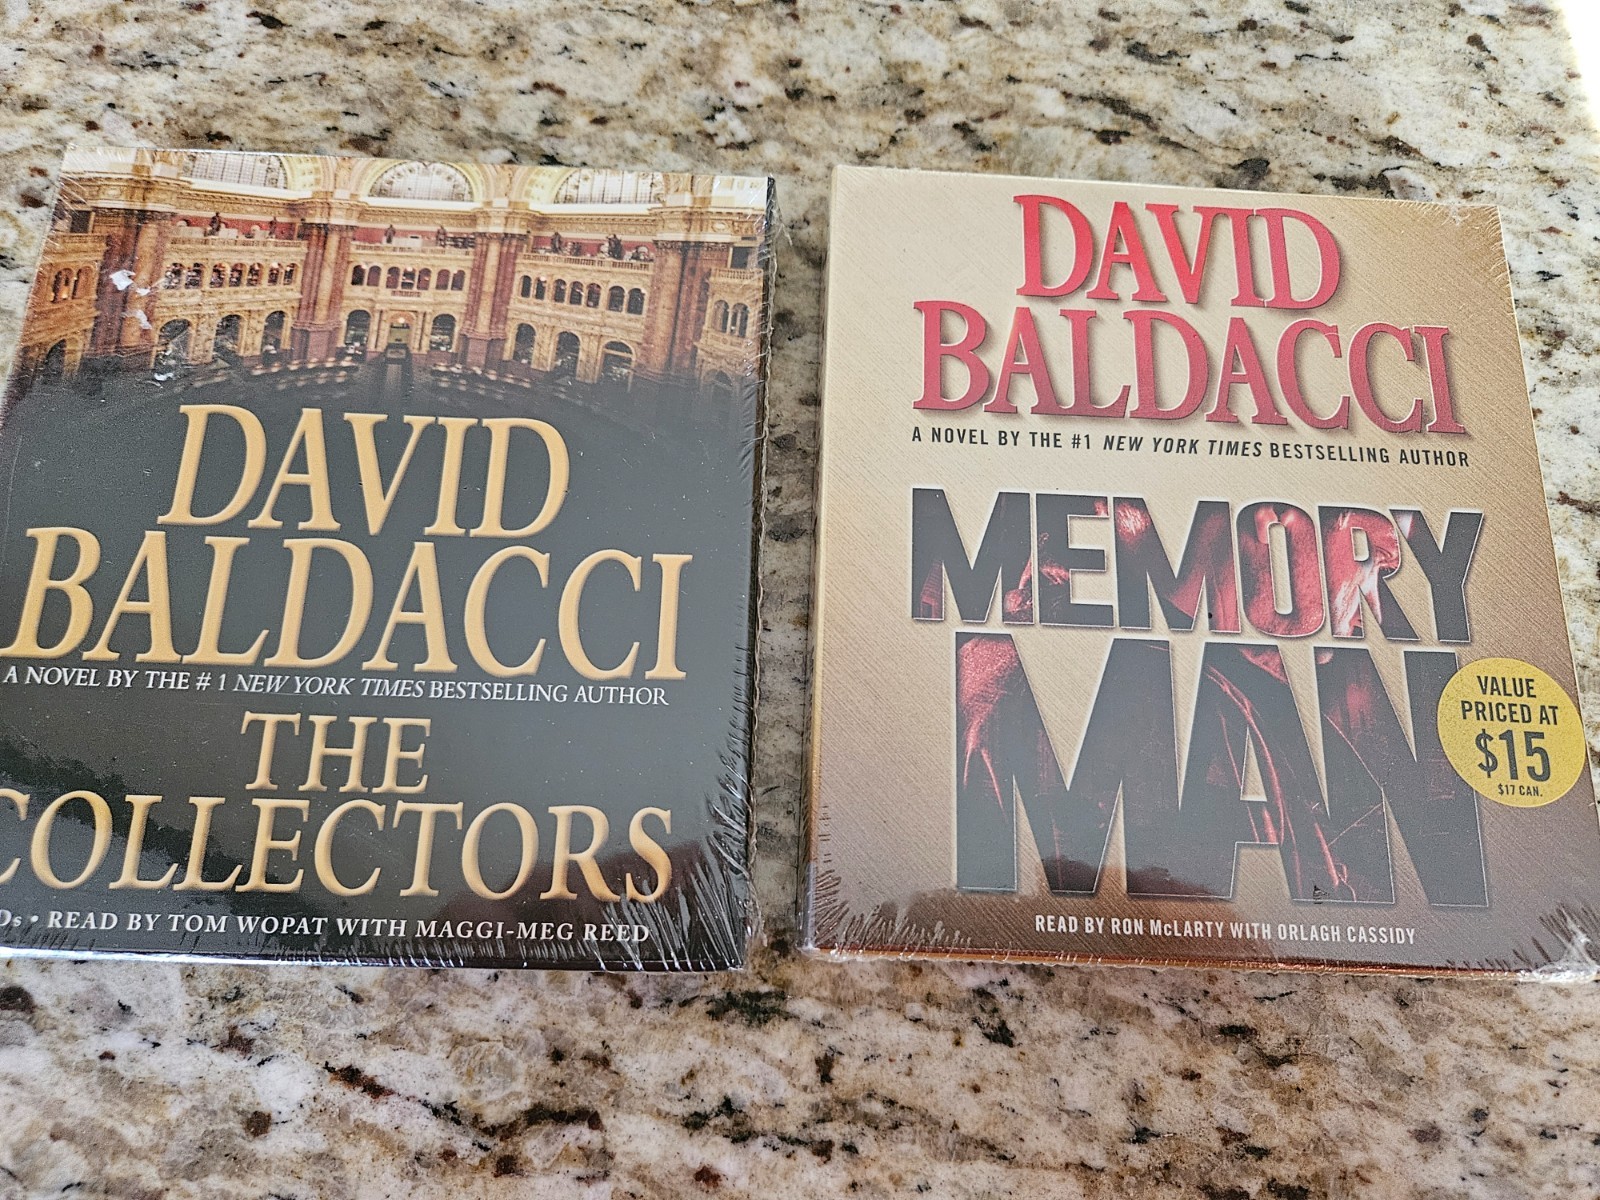 DAVID
BALDACCI
A NOVEL BY THE # 1 NEW YORK TIMES BESTSELLING AUTHOR
THE
COLLECTORS
READ BY TOM WOPAT WITH MAGGI-MEG REED
DAVID
BALDACCI
A NOVEL BY THE #1 NEW YORK TIMES BESTSELLING AUTHOR
MEMORY
MAN
VALUE
PRICED AT
$15
$17 CAN.
READ BY RON McLARTY WITH ORLAGH CASSIDY